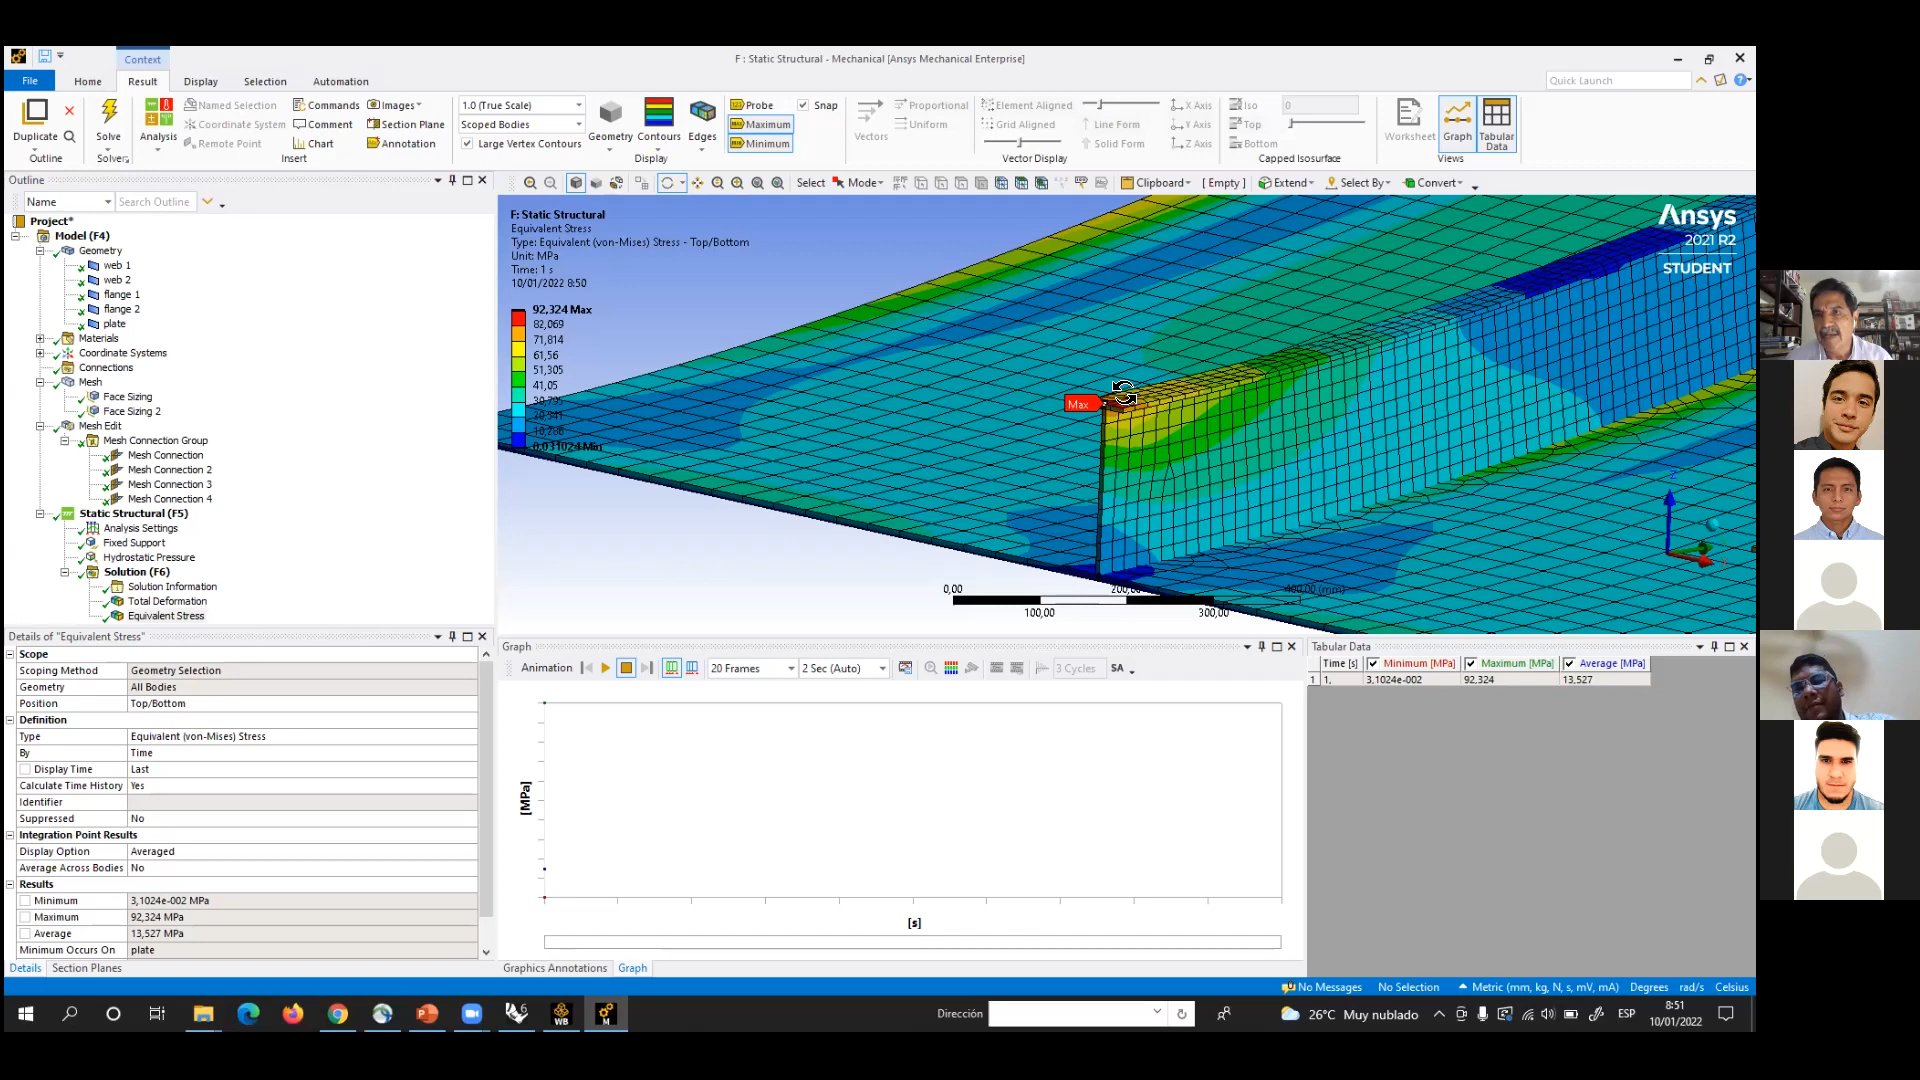 Context
F : Static Structural - Mechanical [Ansys Mechanical Enterprise]
File Home Result Display Selection Automation
Quick Launch
Duplicate
Outline
Solve
Solver
Analysis
Named Selection
Coordinate System
Remote Point
Commands
Comment
Chart
Images
Section Plane
Annotation
Insert
1.0 (True Scale)
Scoped Bodies
Large Vertex Contours
Geometry
Contours
Edges
Display
Probe
Maximum
Minimum
Snap
Vectors
Proportional
Uniform
Element Aligned
Grid Aligned
Line Form
Solid Form
X Axis
Y Axis
Z Axis
Vector Display
Iso
Top
Bottom
0
Capped Isosurface
Worksheet
Graph
Tabular
Data
Views
Outline
Name
Search Outline
Project*
Model (F4)
Geometry
web 1
web 2
flange 1
flange 2
plate
Materials
Coordinate Systems
Connections
Mesh
Face Sizing
Face Sizing 2
Mesh Edit
Mesh Connection Group
Mesh Connection
Mesh Connection 2
Mesh Connection 3
Mesh Connection 4
Static Structural (F5)
Analysis Settings
Fixed Support
Hydrostatic Pressure
Solution (F6)
Solution Information
Total Deformation
Equivalent Stress
Select Mode Clipboard [ Empty ] Extend Select By Convert
F: Static Structural
Equivalent Stress
Type: Equivalent (von-Mises) Stress - Top/Bottom
Unit: MPa
Time: 1 s
10/01/2022 8:50
92,324 Max
82,069
71,814
61,56
51,305
41,05
30,795
20,541
10,286
0,031024 Min
Max
Ansys
2021 R2
STUDENT
Z
0,00
200,00
400,00 (mm)
100,00
300,00
Details of "Equivalent Stress"
Scope
Scoping Method Geometry Selection
Geometry All Bodies
Position Top/Bottom
Definition
Type Equivalent (von-Mises) Stress
By Time
Display Time Last
Calculate Time History Yes
Identifier
Suppressed No
Integration Point Results
Display Option Averaged
Average Across Bodies No
Results
Minimum 3,1024e-002 MPa
Maximum 92,324 MPa
Average 13,527 MPa
Minimum Occurs On plate
Details Section Planes
Graph
Animation 20 Frames 2 Sec (Auto) 3 Cycles SA
[MPa]
[s]
Graphics Annotations Graph
Tabular Data
Time [s] Minimum [MPa] Maximum [MPa] Average [MPa]
1 1, 3,1024e-002 92,324 13,527
No Messages No Selection Metric (mm, kg, N, s, mV, mA) Degrees rad/s Celsius
WB
M
6
Dirección
26°C Muy nublado
ESP
8:51
10/01/2022